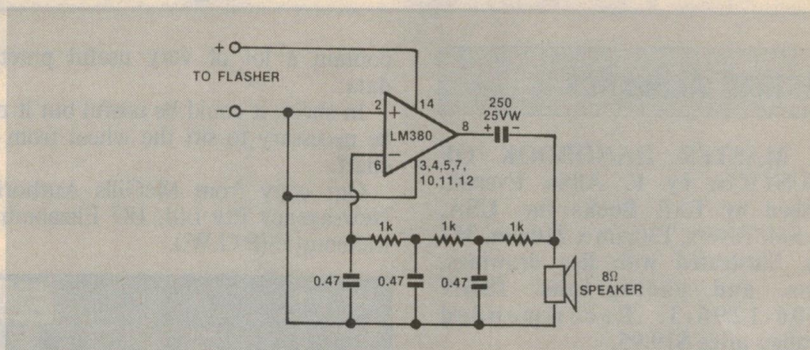 +
TO FLASHER
−
2
+
14
LM380
8
−
6
3,4,5,7,
10,11,12
250
25VW
+ −
1k 1k 1k
0.47 0.47 0.47
8Ω
SPEAKER